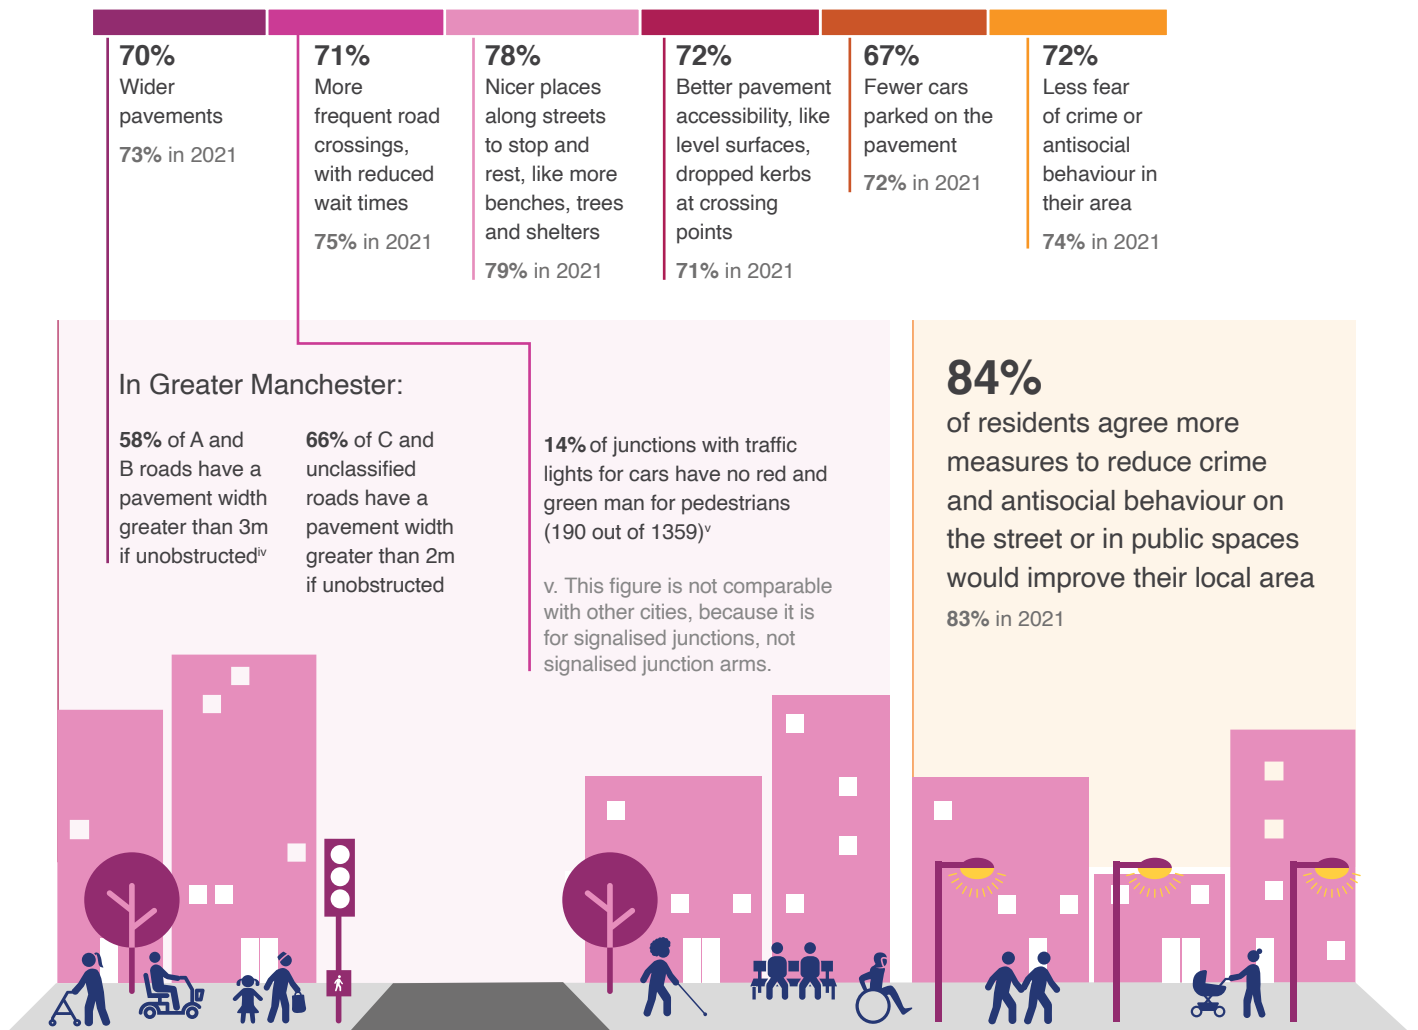 70%
Wider
pavements
73% in 2021
71%
More
frequent road
crossings,
with reduced
wait times
75% in 2021
78%
Nicer places
along streets
to stop and
rest, like more
benches, trees
and shelters
79% in 2021
72%
Better pavement
accessibility, like
level surfaces,
dropped kerbs
at crossing
points
71% in 2021
67%
Fewer cars
parked on the
pavement
72% in 2021
72%
Less fear
of crime or
antisocial
behaviour in
their area
74% in 2021
In Greater Manchester:
58% of A and
B roads have a
pavement width
greater than 3m
if unobstructediv
66% of C and
unclassified
roads have a
pavement width
greater than 2m
if unobstructed
14% of junctions with traffic
lights for cars have no red and
green man for pedestrians
(190 out of 1359)v
v. This figure is not comparable
with other cities, because it is
for signalised junctions, not
signalised junction arms.
84%
of residents agree more
measures to reduce crime
and antisocial behaviour on
the street or in public spaces
would improve their local area
83% in 2021